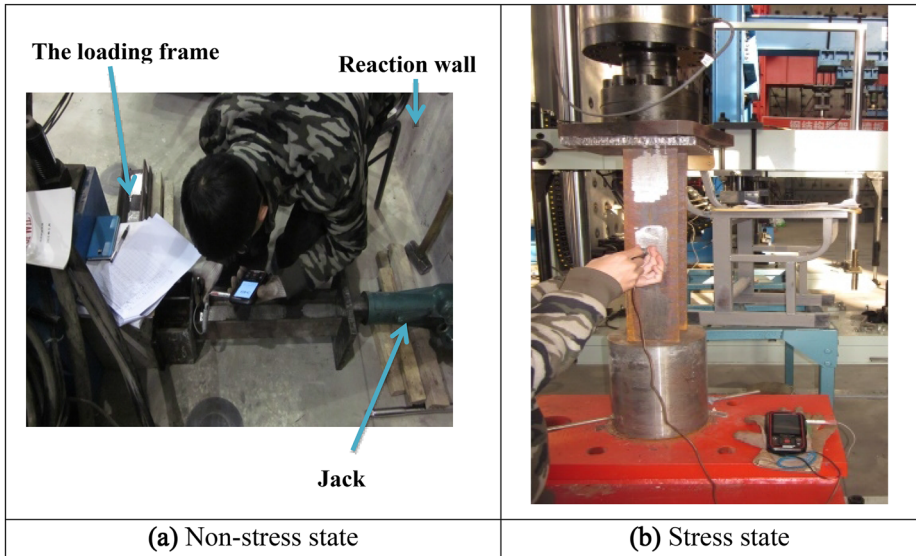 The loading frame
Reaction wall
Jack
(a) Non-stress state
(b) Stress state